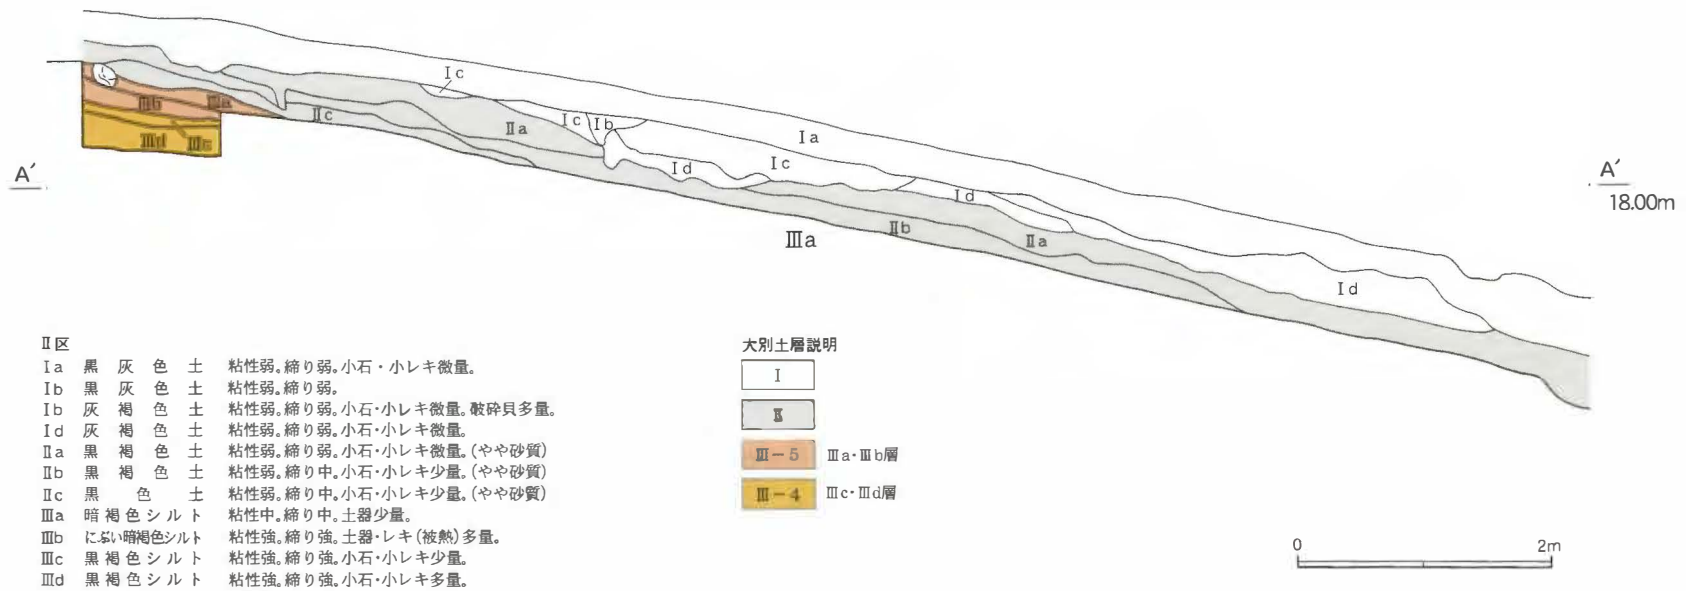 Ic
Ic
Ib
Ia
IIa
IIc
IIIb
IIIa
IIId
IIIc
Id
Ic
Id
A′
A′
18.00m
IIb
IIa
IIIa
Id
II区
Ia 黒灰色土 粘性弱。締り弱。小石・小レキ微量。
Ib 黒灰色土 粘性弱。締り弱。
Ib 灰褐色土 粘性弱。締り弱。小石・小レキ微量。破砕貝多量。
Id 灰褐色土 粘性弱。締り弱。小石・小レキ微量。
IIa 黒褐色土 粘性弱。締り弱。小石・小レキ微量。(やや砂質)
IIb 黒褐色土 粘性弱。締り中。小石・小レキ少量。(やや砂質)
IIc 黒色土 粘性弱。締り中。小石・小レキ少量。(やや砂質)
IIIa 暗褐色シルト 粘性中。締り中。土器少量。
IIIb にぶい暗褐色シルト 粘性強。締り強。土器・レキ(被熱)多量。
IIIc 黒褐色シルト 粘性強。締り強。小石・小レキ少量。
IIId 黒褐色シルト 粘性強。締り強。小石・小レキ多量。
大別土層説明
I
II
III-5 IIIa・IIIb層
III-4 IIIc・IIId層
0 2m